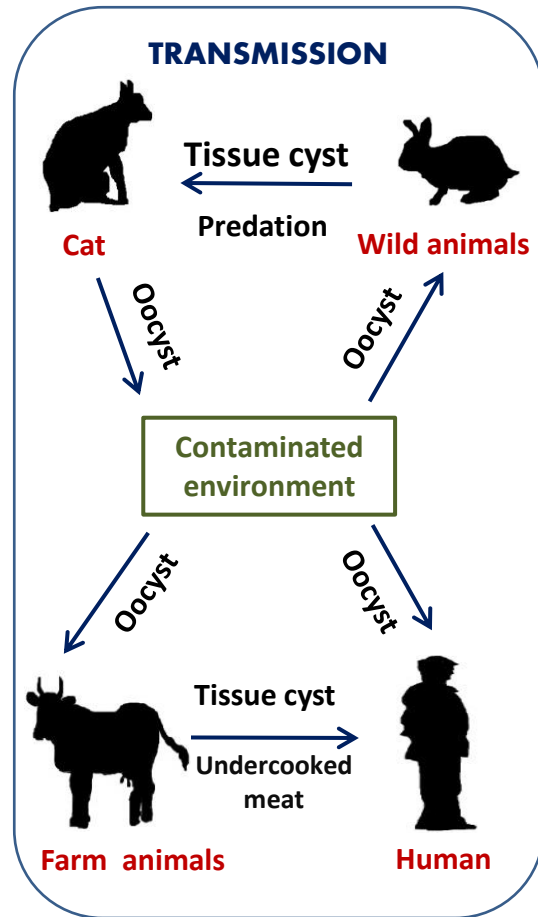 TRANSMISSION
Tissue cyst
Predation
Cat
Wild animals
Oocyst
Oocyst
Contaminated
environment
Oocyst
Oocyst
Tissue cyst
Undercooked
meat
Farm animals
Human